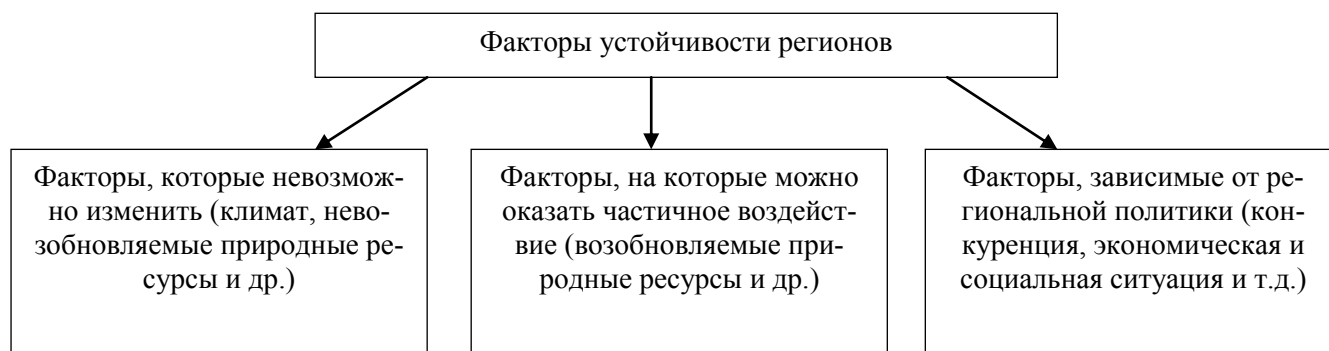 Факторы устойчивости регионов
Факторы, которые невозмож-
но изменить (климат, нево-
зобновляемые природные ре-
сурсы и др.)
Факторы, на которые можно
оказать частичное воздейст-
вие (возобновляемые при-
родные ресурсы и др.)
Факторы, зависимые от ре-
гиональной политики (кон-
куренция, экономическая и
социальная ситуация и т.д.)